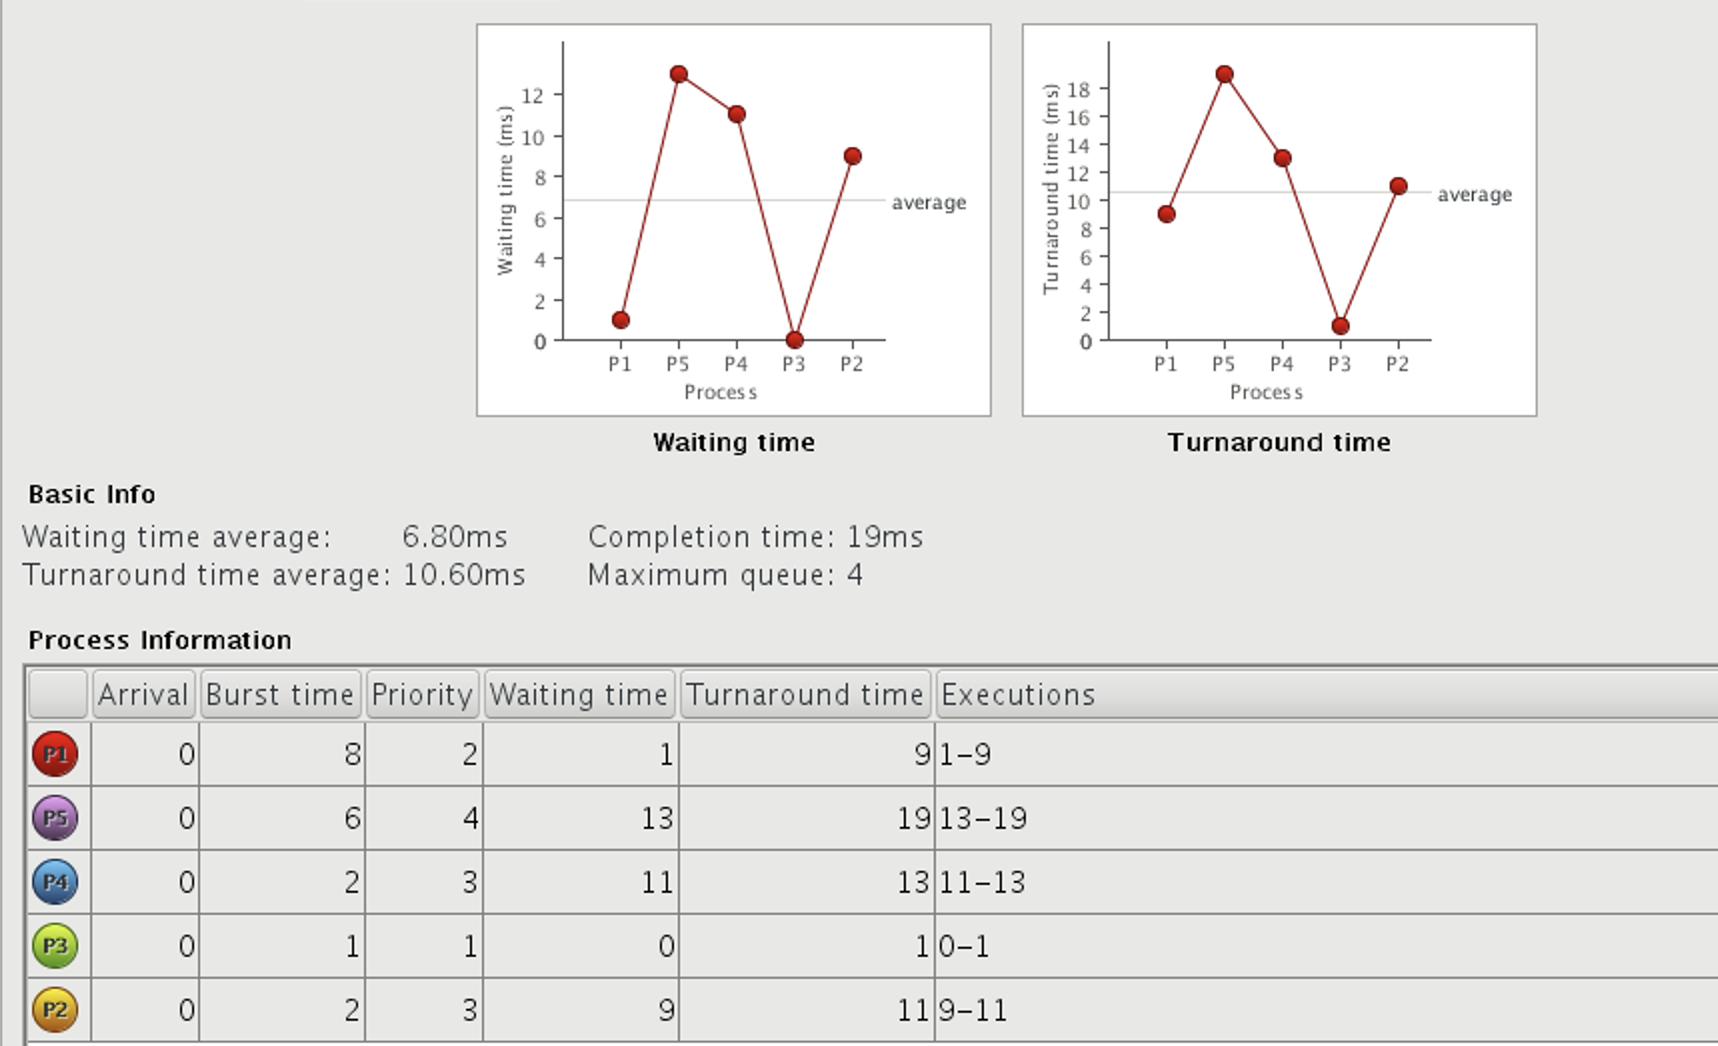 12
10
8
6
4
2
0
Waiting time (ms)
average
P1 P5 P4 P3 P2
Process
Waiting time
18
16
14
12
10
8
6
4
2
0
Turnaround time (ms)
average
P1 P5 P4 P3 P2
Process
Turnaround time
Basic Info
Waiting time average: 6.80ms Completion time: 19ms
Turnaround time average: 10.60ms Maximum queue: 4
Process Information
Arrival Burst time Priority Waiting time Turnaround time Executions
P1 0 8 2 1 9 1-9
P5 0 6 4 13 19 13-19
P4 0 2 3 11 13 11-13
P3 0 1 1 0 1 0-1
P2 0 2 3 9 11 9-11